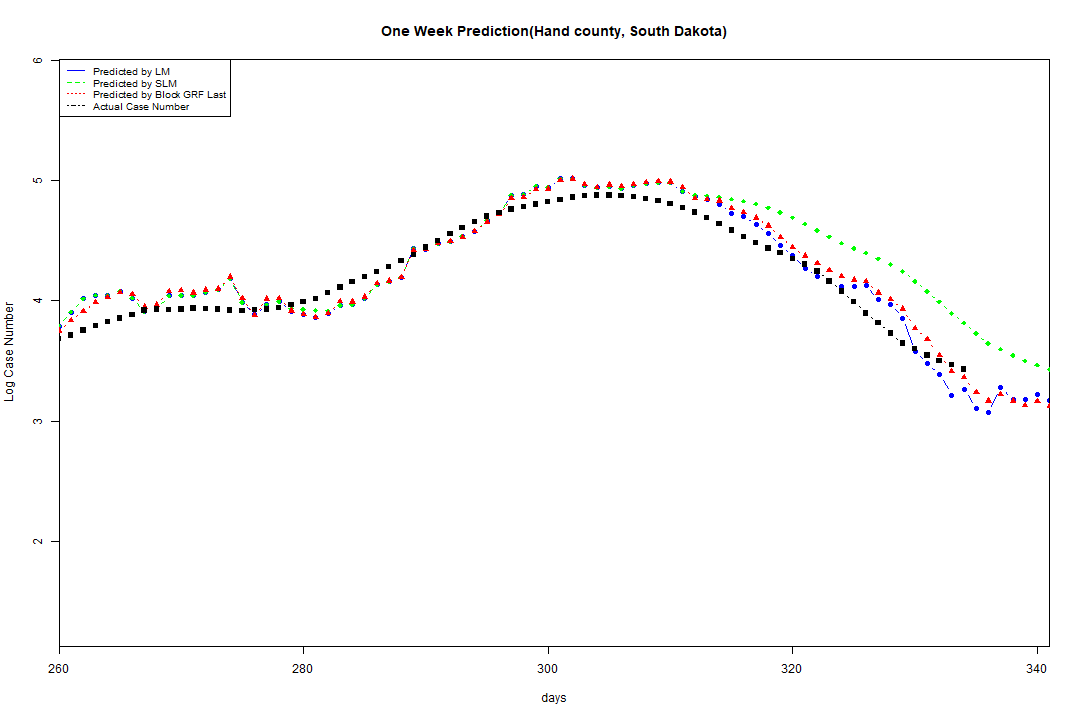 One Week Prediction(Hand county, South Dakota)
Predicted by LM
Predicted by SLM
Predicted by Block GRF Last
Actual Case Number
6
5
4
3
2
Log Case Number
260 280 300 320 340
days